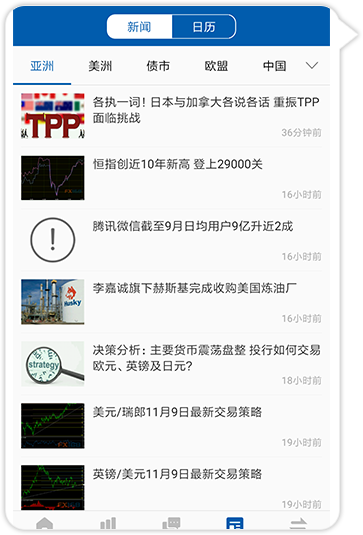 新闻
日历
亚洲
美洲
债市
欧盟
中国
TPP
各执一词！日本与加拿大各说各话 重振TPP
面临挑战
36分钟前
恒指创近10年新高 登上29000关
16小时前
腾讯微信截至9月日均用户9亿升近2成
16小时前
Husky
李嘉诚旗下赫斯基完成收购美国炼油厂
16小时前
strategy
决策分析：主要货币震荡盘整 投行如何交易
欧元、英镑及日元？
18小时前
美元/瑞郎11月9日最新交易策略
19小时前
英镑/美元11月9日最新交易策略
19小时前